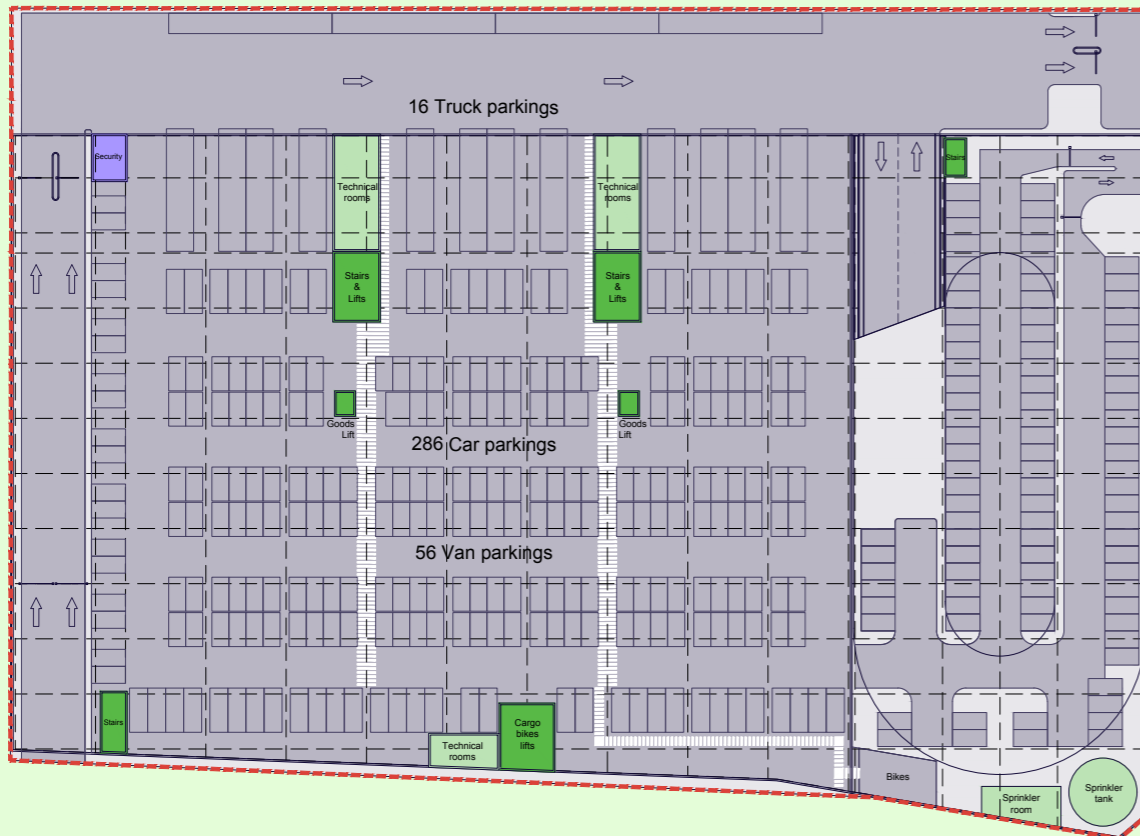 16 Truck parkings
Security
Technical
rooms
Technical
rooms
Stairs
Stairs
&
Lifts
Stairs
&
Lifts
Goods
Lift
Goods
Lift
286 Car parkings
56 Van parkings
Stairs
Cargo
bikes
lifts
Technical
rooms
Bikes
Sprinkler
room
Sprinkler
tank